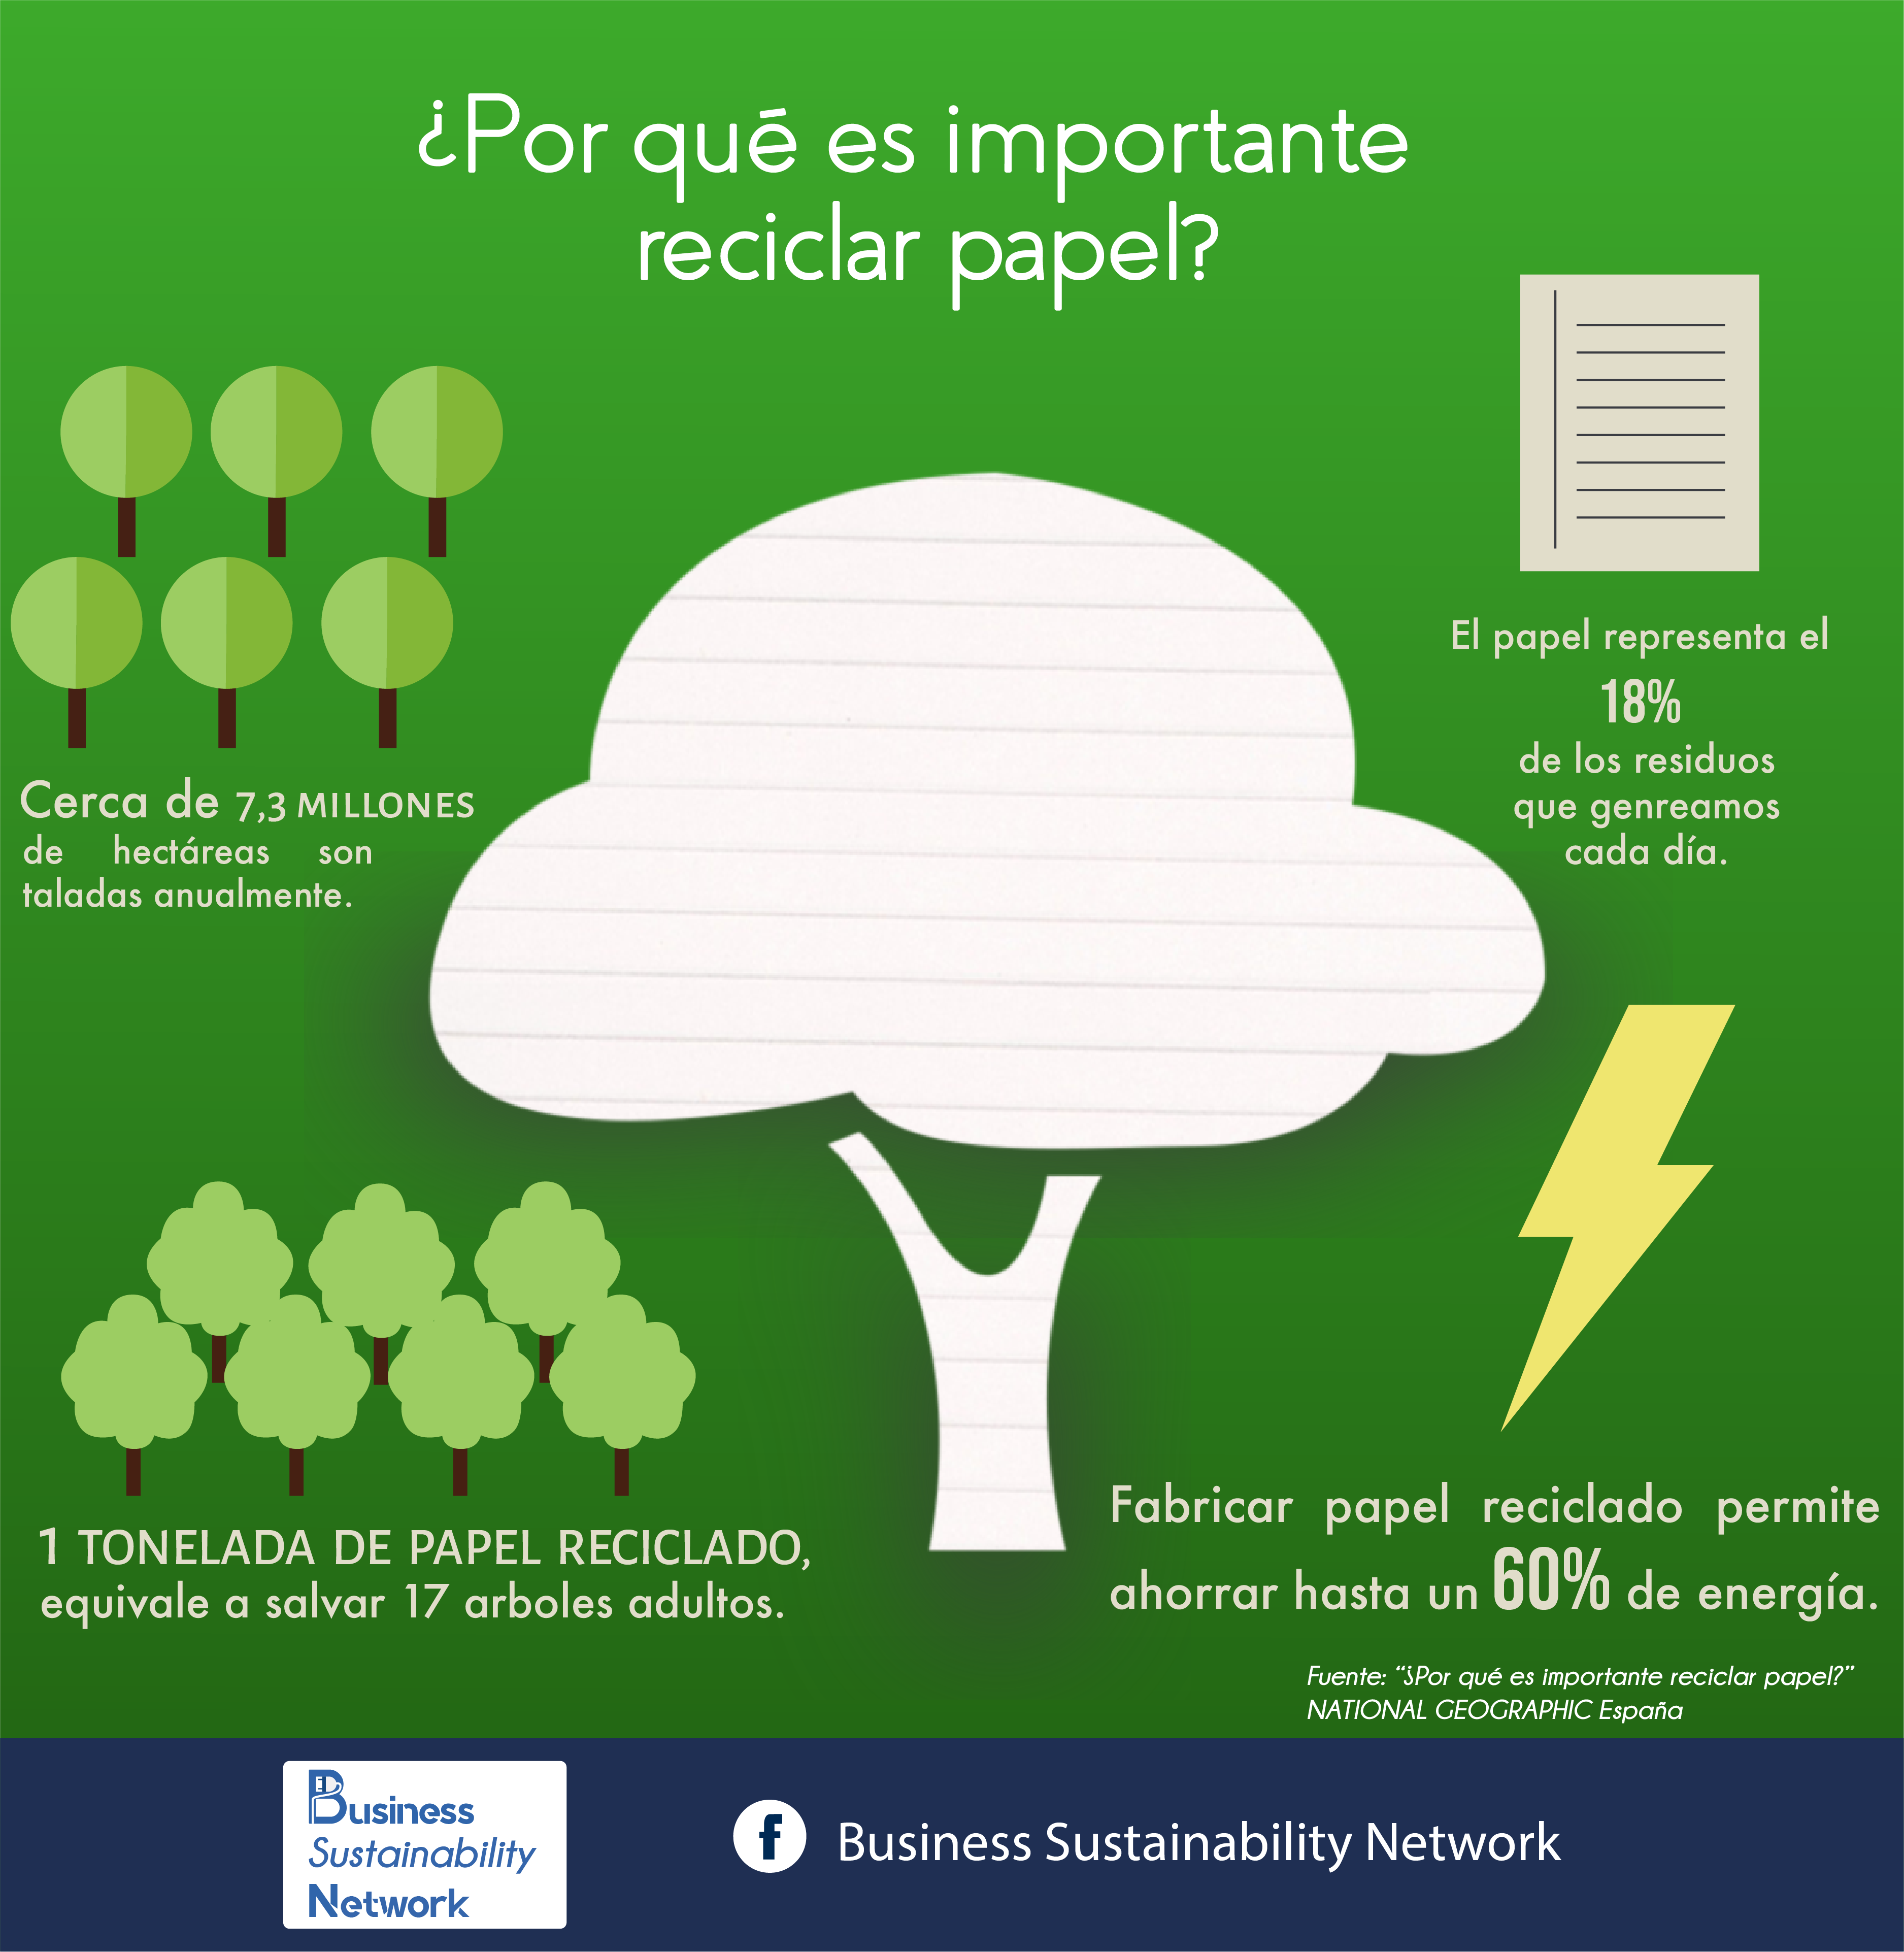 ¿Por qué es importante
reciclar papel?
Cerca de 7,3 MILLONES
de hectáreas son
taladas anualmente.
El papel representa el
18%
de los residuos
que genreamos
cada día.
1 TONELADA DE PAPEL RECICLADO,
equivale a salvar 17 arboles adultos.
Fabricar papel reciclado permite
ahorrar hasta un 60% de energía.
Fuente: “¿Por qué es importante reciclar papel?”
NATIONAL GEOGRAPHIC España
Business
Sustainability
Network
f Business Sustainability Network